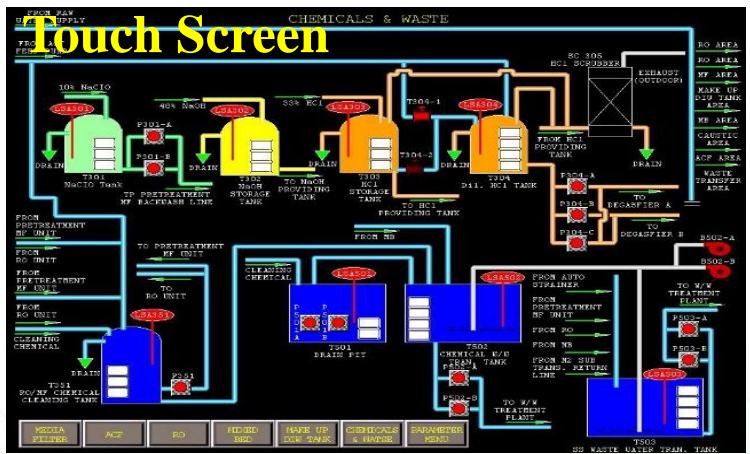 CHEMICALS & WASTE
Touch Screen
FROM RAW
SUPPLY
10% NaClO
LSA301
P301-A
P301-B
DRAIN
T301
NaClO Tank
TP PRETREATMENT
MF BACKWASH LINE
48% NaOH
LSA302
DRAIN
T302
NaOH
STORAGE
TANK
TO NaOH
PROVIDING
TANK
33% HCl
LSA303
T304-1
T304-2
DRAIN
T303
HCl
STORAGE
TANK
TO HCl
PROVIDING TANK
LSA304
DRAIN
T304
Dil. HCl TANK
BC 305
HCl SCRUBBER
EXHAUST
(OUTDOOR)
FROM HCl
PROVIDING
TANK
DRAIN
P304-A
P304-B
P304-C
TO
DEGASFIER A
TO
DEGASFIER B
RO AREA
RO AREA
MF AREA
MAKE UP
DIW TANK
AREA
MB AREA
CAUSTIC
AREA
ACF AREA
WASTE
TRANSFER
AREA
FROM
PRETREATMENT
MF UNIT
FROM
RO UNIT
FROM
PRETREATMENT
MF UNIT
FROM
RO UNIT
CLEANING
CHEMICAL
DRAIN
T351
RO/MF CHEMICAL
CLEANING TANK
LSA351
P351
TO PRETREATMENT
MF UNIT
TO
RO UNIT
CLEANING
CHEMICAL
FROM MB
LSA501
P501A
P501B
T501
DRAIN PIT
LSA502
T502
CHEMICAL W/W
TRAN. TANK
P502-A
P502-B
TO W/W
TREATMENT
PLANT
FROM AUTO
STRAINER
FROM
PRETREATMENT
MF UNIT
FROM RO
FROM MB
FROM M2 SUB
TRANS. RETURN
LINE
B502-A
B502-B
TO W/W
TREATMENT
PLANT
P503-A
P503-B
LSA503
T503
SS WASTE WATER TRAN. TANK
MEDIA
FILTER
ACF
RO
MIXED
BED
MAKE UP
DIW TANK
CHEMICALS
& WATSE
PARAMETER
MENU